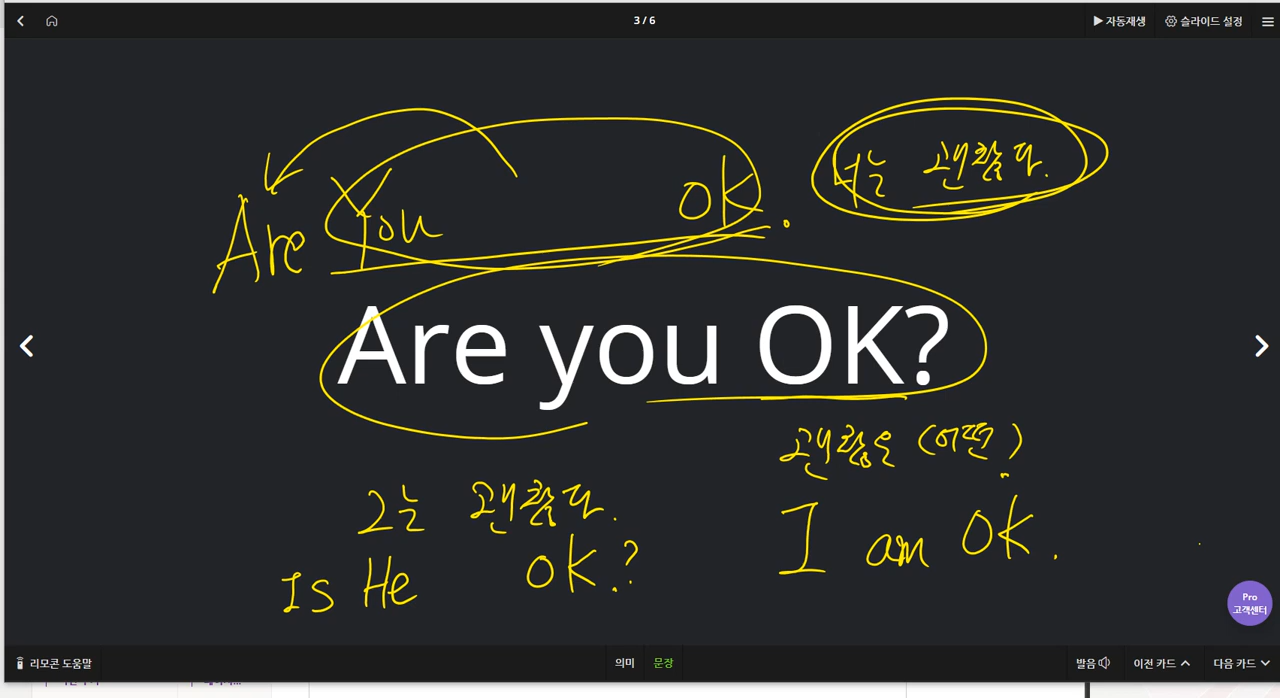 3 / 6
▶ 자동재생
슬라이드 설정
Are You OK.
너는 괜찮다.
Are you OK?
괜찮은 (어떤)
그는 괜찮다.
I am OK.
Is He OK?
Pro
고객센터
리모콘 도움말
의미
문장
발음
이전 카드
다음 카드